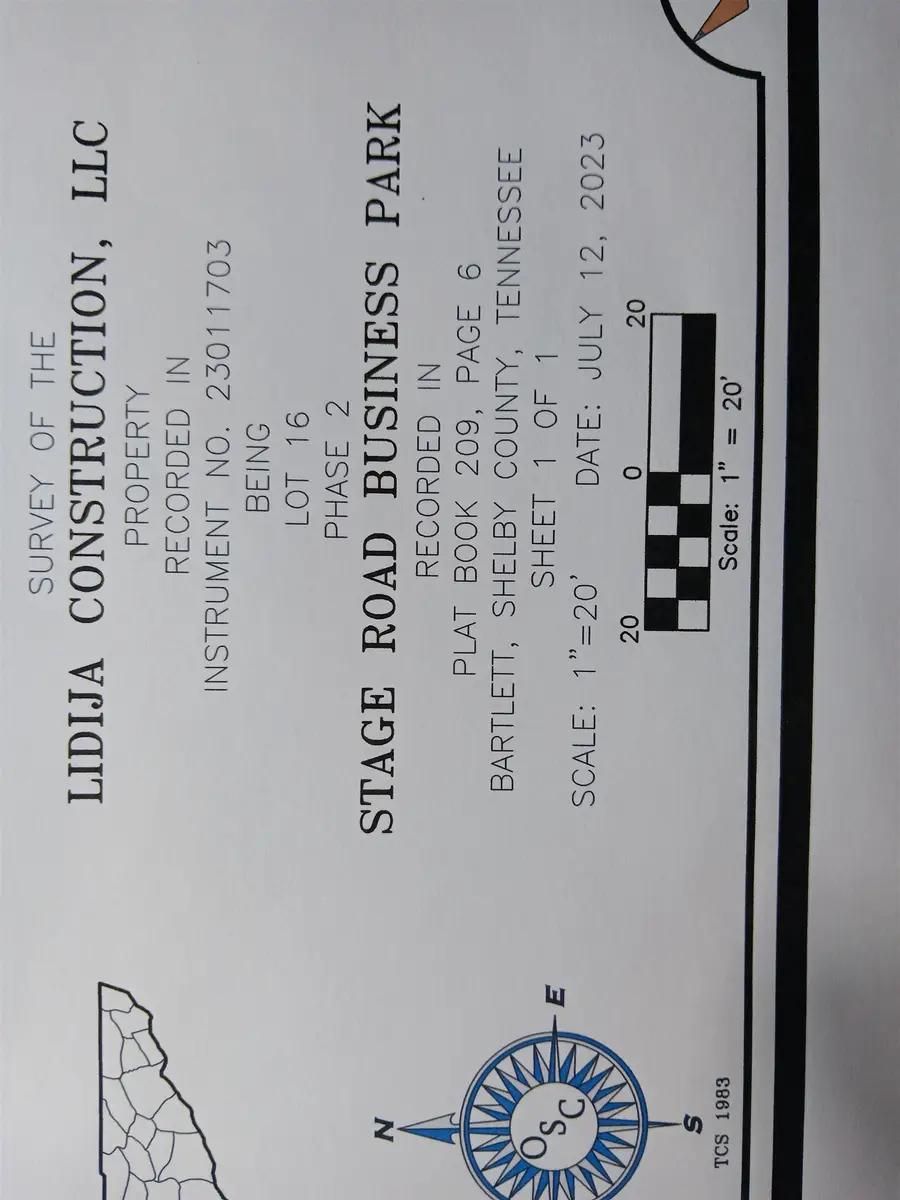 SURVEY OF THE
LIDIJA CONSTRUCTION, LLC
PROPERTY
RECORDED IN
INSTRUMENT NO. 23011703
BEING
LOT 16
PHASE 2
STAGE ROAD BUSINESS PARK
RECORDED IN
PLAT BOOK 209, PAGE 6
BARTLETT, SHELBY COUNTY, TENNESSEE
SHEET 1 OF 1
SCALE: 1"=20' DATE: JULY 12, 2023
20 0 20
Scale: 1" = 20'
N
E
OSC
S
TCS 1983